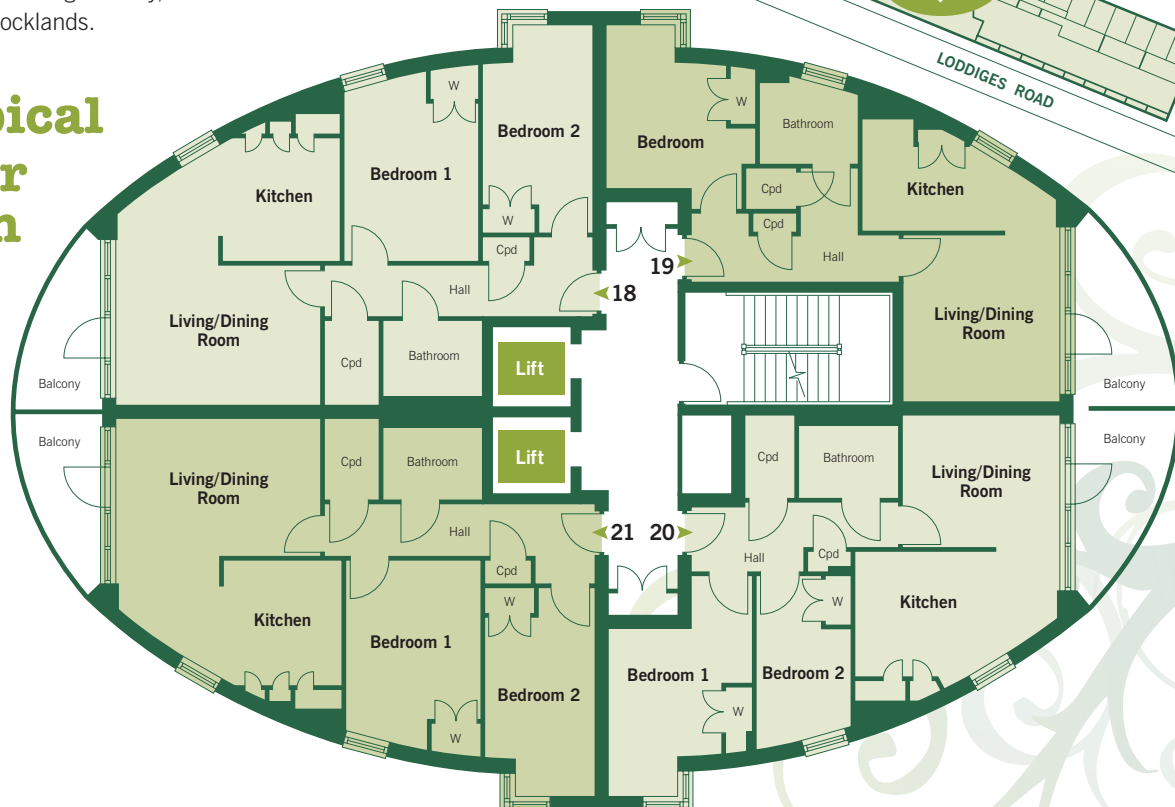 ocklands.
LODDIGES ROAD
W
Bedroom 2
Bedroom 1
Kitchen
W
Cpd
Hall
18
Living/Dining
Room
Cpd
Bathroom
Lift
Balcony
Bedroom
W
Bathroom
Kitchen
Cpd
Cpd
Hall
19
Living/Dining
Room
Balcony
Balcony
Living/Dining
Room
Cpd
Bathroom
Lift
Hall
21
Cpd
W
Kitchen
Bedroom 1
Bedroom 2
W
20
Cpd
Bathroom
Living/Dining
Room
Balcony
Hall
Cpd
W
Kitchen
Bedroom 1
Bedroom 2
W